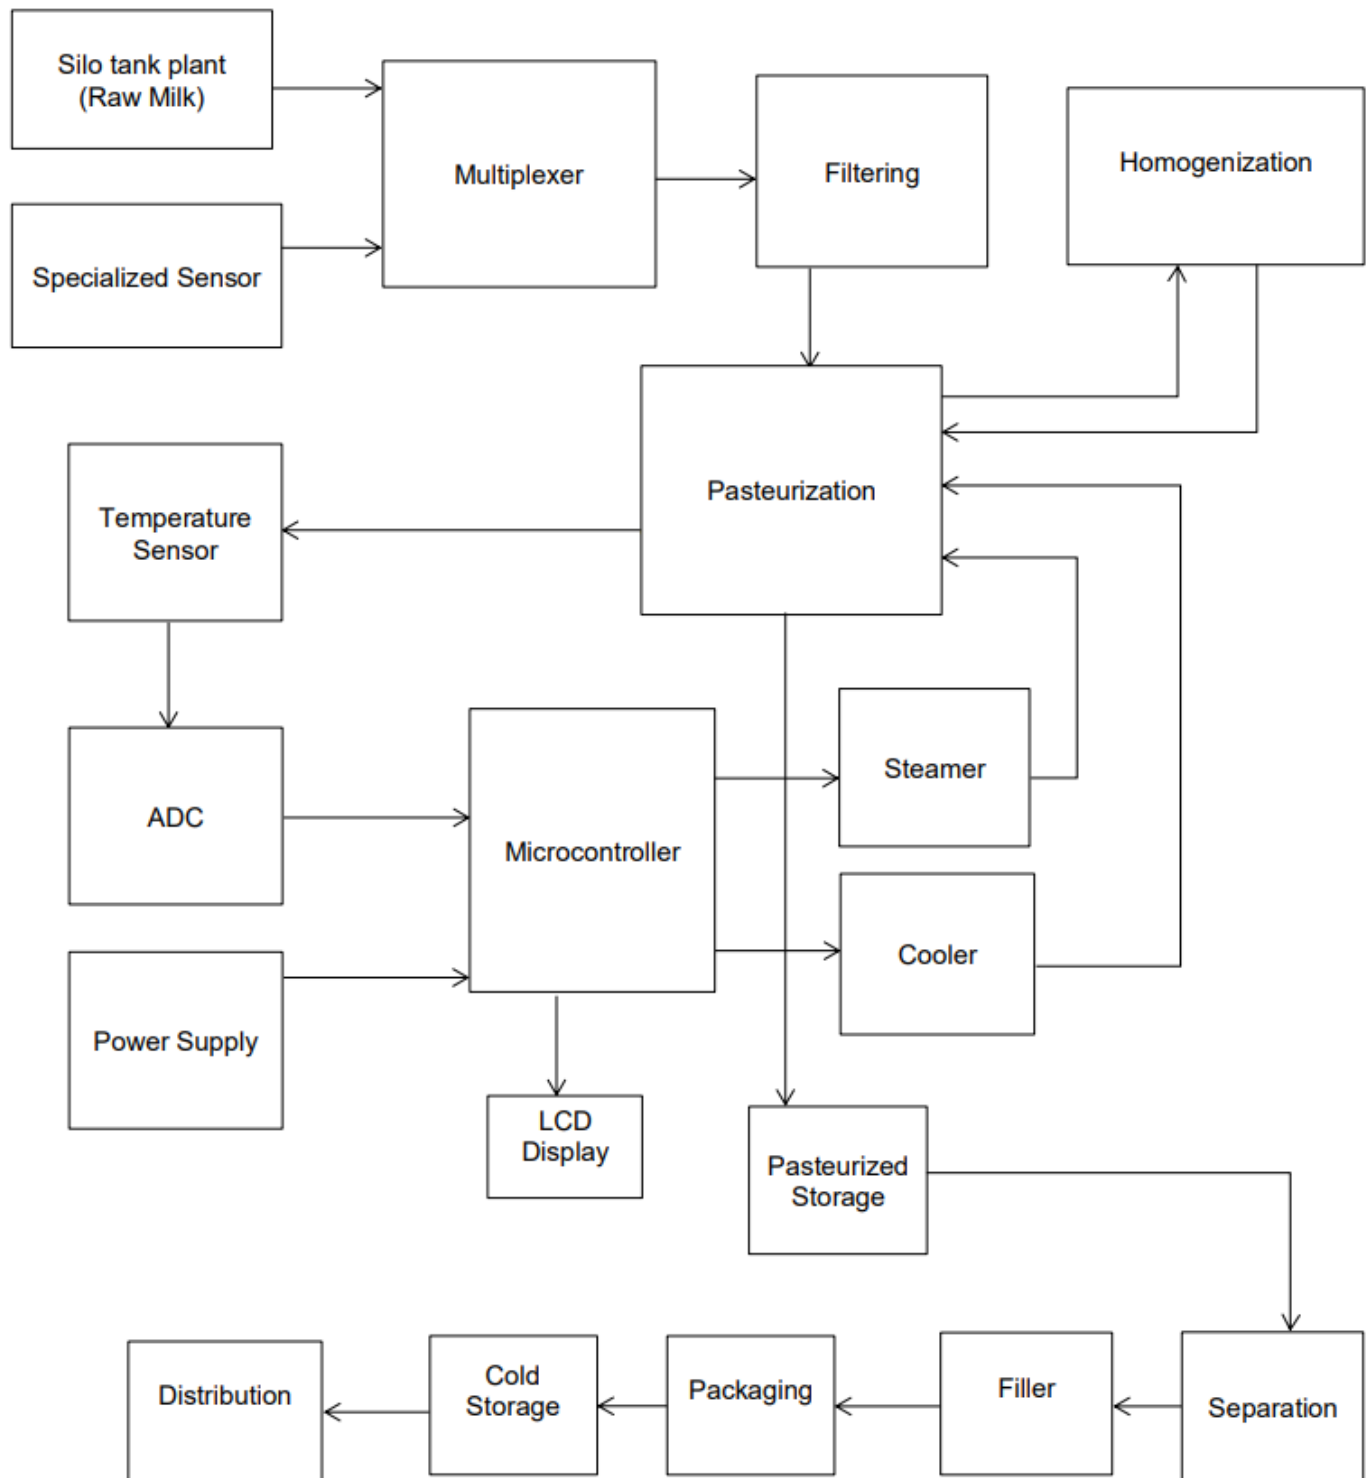 Silo tank plant
(Raw Milk)
Multiplexer
Filtering
Homogenization
Specialized Sensor
Pasteurization
Temperature
Sensor
Steamer
ADC
Microcontroller
Cooler
Power Supply
LCD
Display
Pasteurized
Storage
Distribution
Cold
Storage
Packaging
Filler
Separation